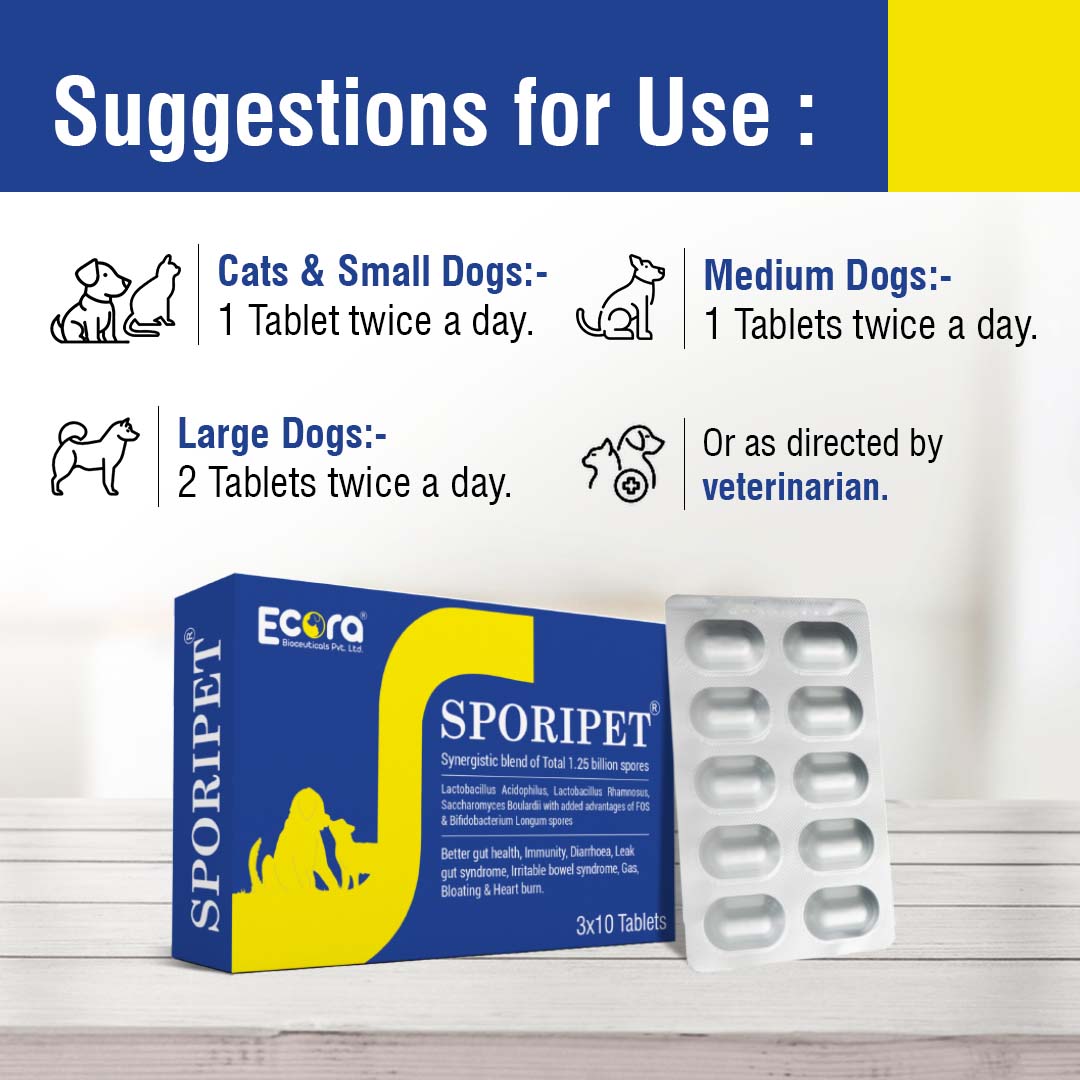 Suggestions for Use :
Cats & Small Dogs:-
1 Tablet twice a day.
Medium Dogs:-
1 Tablets twice a day.
Large Dogs:-
2 Tablets twice a day.
Or as directed by
veterinarian.
SPORIPET®
Ecora®
Bioceuticals Pvt. Ltd.
SPORIPET®
Synergistic blend of Total 1.25 billion spores
Lactobacillus Acidophilus, Lactobacillus Rhamnosus,
Saccharomyces Boulardii with added advantages of FOS
& Bifidobacterium Longum spores
Better gut health, Immunity, Diarrhoea, Leak
gut syndrome, Irritable bowel syndrome, Gas,
Bloating & Heart burn.
3x10 Tablets